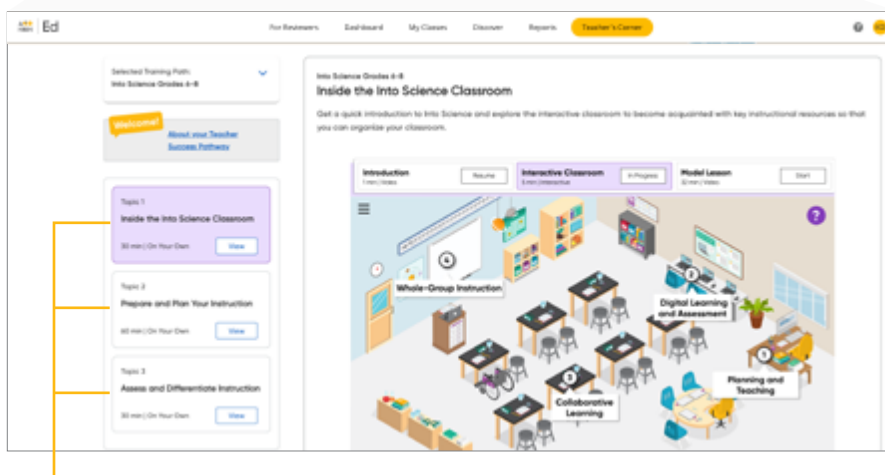 Ed
For Reviewers Dashboard My Classes Discover Reports Teacher's Corner
Selected Training Path:
Into Science Grades 6-8
Welcome!
About your Teacher
Success Pathway
Topic 1
Inside the Into Science Classroom
30 min | On Your Own View
Topic 2
Prepare and Plan Your Instruction
60 min | On Your Own View
Topic 3
Assess and Differentiate Instruction
30 min | On Your Own View
Into Science Grades 6-8
Inside the Into Science Classroom
Get a quick introduction to Into Science and explore the interactive classroom to become acquainted with key instructional resources so that
you can organize your classroom.
Introduction
1 min | Video
Resume
Interactive Classroom
5 min | Interactive
In Progress
Model Lesson
32 min | Video
Start
?
4
Whole-Group Instruction
2
Digital Learning
and Assessment
1
Planning and
Teaching
3
Collaborative
Learning